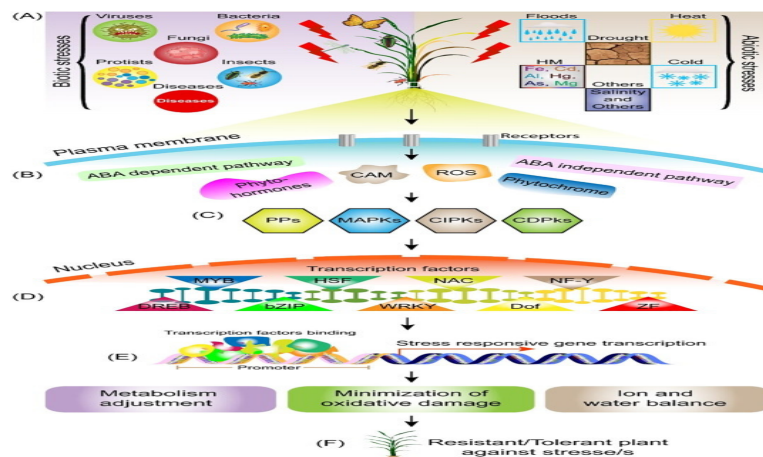 (A)
Viruses
Bacteria
Fungi
Protists
Insects
Diseases
Diseases
Biotic stresses
Floods
Heat
Drought
HM
Fe, Cd,
Al, Hg,
As, Mg
Others
Cold
Salinity and
Others
Abiotic stresses
Plasma membrane
Receptors
(B)
ABA dependent pathway
Phyto-
hormones
CAM
ROS
Phytochrome
ABA independent pathway
(C)
PPs
MAPKs
CIPKs
CDPKs
Nucleus
Transcription factors
(D)
MYB
HSF
NAC
NF-Y
DREB
bZIP
WRKY
Dof
ZF
(E)
Transcription factors binding
Promoter
Stress responsive gene transcription
Metabolism
adjustment
Minimization of
oxidative damage
Ion and
water balance
(F)
Resistant/Tolerant plant
against stresse/s